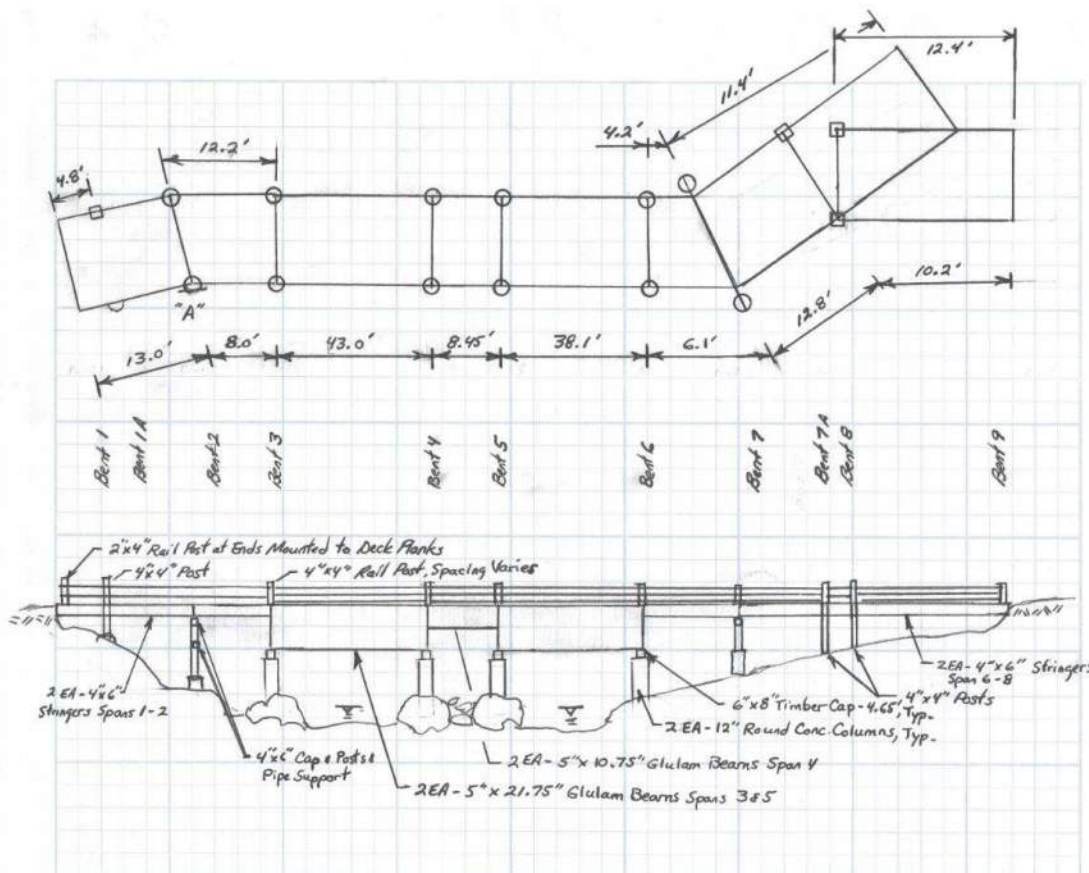 12.4'
11.4'
4.2'
12.2'
4.8'
"A"
10.2'
12.8'
13.0'
8.0'
43.0'
8.45'
38.1'
6.1'
Bent 1
Bent 1A
Bent 2
Bent 3
Bent 4
Bent 5
Bent 6
Bent 7
Bent 7A
Bent 8
Bent 9
2"x4" Rail Post at Ends Mounted to Deck Planks
4"x4" Post
4"x4" Rail Post, Spacing Varies
2 EA-4"x6"
Stringers Spans 1-2
2 EA-4"x6" Stringers
Span 6-8
4"x4" Posts
6"x8" Timber Cap-4.65', Typ.
2 EA-12" Round Conc. Columns, Typ.
4"x6" Cap & Posts &
Pipe Support
2 EA-5"x10.75" Glulam Beams Span 4
2 EA-5"x21.75" Glulam Beams Spans 3&5